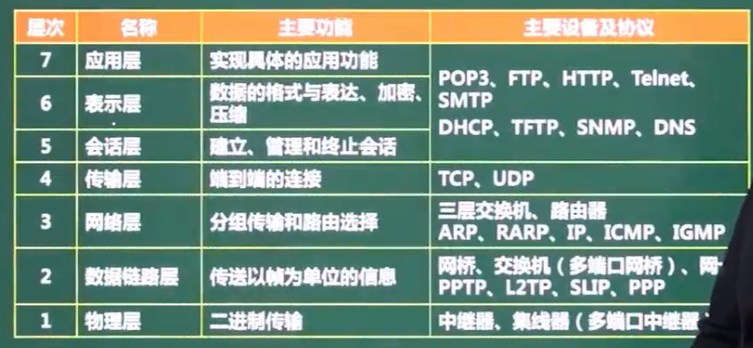 层次 名称 主要功能 主要设备及协议
7 应用层 实现具体的应用功能
POP3、FTP、HTTP、Telnet、
SMTP
6 表示层 数据的格式与表达、加密、
压缩
DHCP、TFTP、SNMP、DNS
5 会话层 建立、管理和终止会话
4 传输层 端到端的连接 TCP、UDP
3 网络层 分组传输和路由选择 三层交换机、路由器
ARP、RARP、IP、ICMP、IGMP
2 数据链路层 传送以帧为单位的信息 网桥、交换机（多端口网桥）、网
PPTP、L2TP、SLIP、PPP
1 物理层 二进制传输 中继器、集线器（多端口中继器）